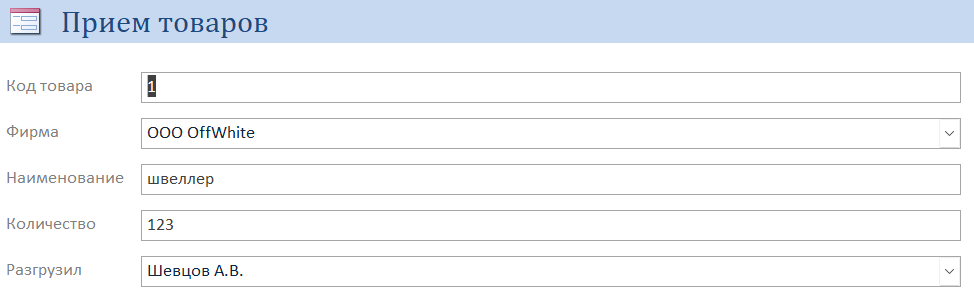 Прием товаров
Код товара 1
Фирма ООО OffWhite
Наименование швеллер
Количество 123
Разгрузил Шевцов А.В.